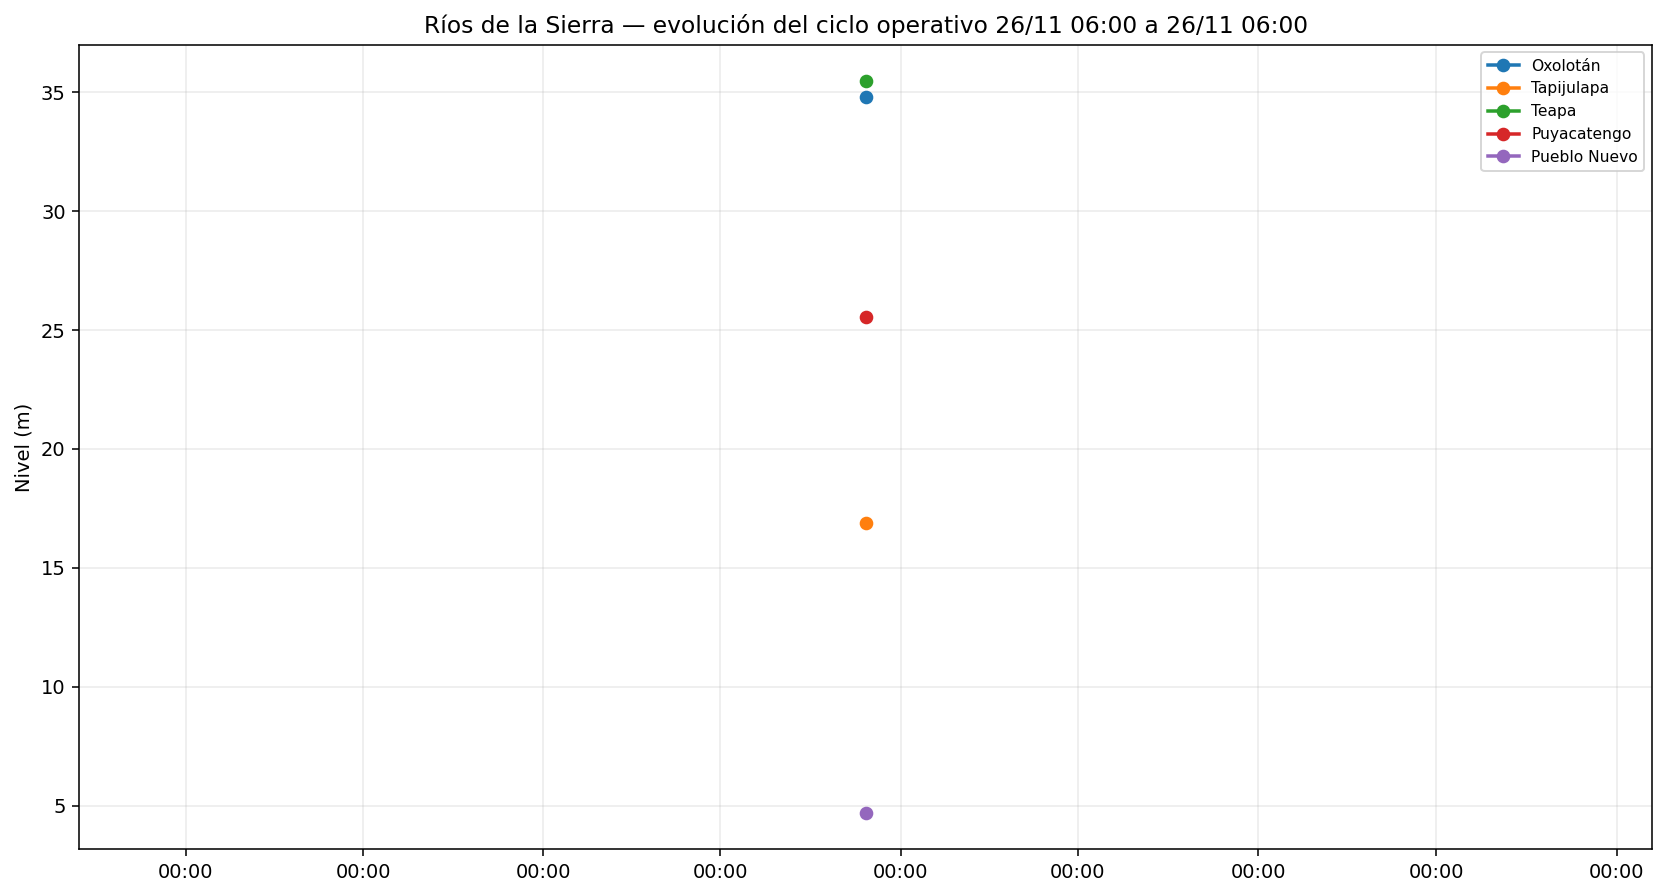 Ríos de la Sierra — evolución del ciclo operativo 26/11 06:00 a 26/11 06:00
Oxolotán
Tapijulapa
Teapa
Puyacatengo
Pueblo Nuevo
Nivel (m)
35
30
25
20
15
10
5
00:00 00:00 00:00 00:00 00:00 00:00 00:00 00:00 00:00